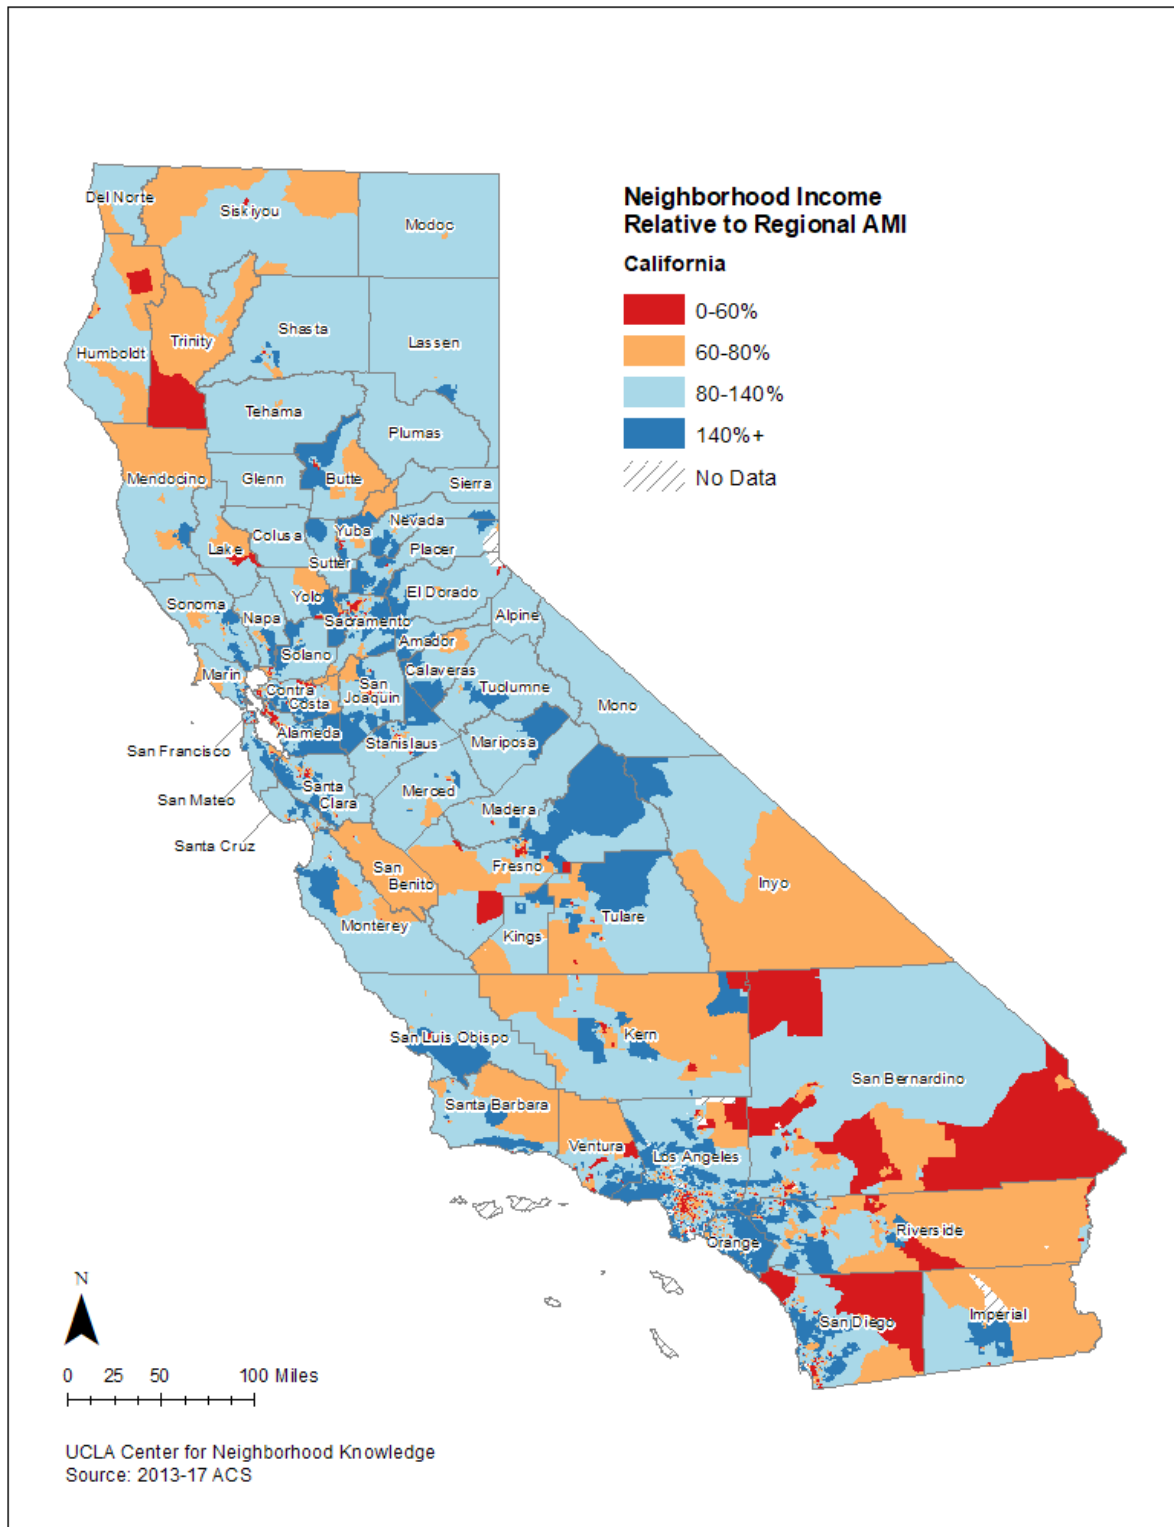 Neighborhood Income
Relative to Regional AMI
California
0-60%
60-80%
80-140%
140%+
No Data
Del Norte
Siskiyou
Modoc
Humboldt
Trinity
Shasta
Lassen
Tehama
Plumas
Mendocino
Glenn
Butte
Sierra
Lake
Colusa
Yuba
Nevada
Sutter
Placer
Sonoma
Napa
Yolo
El Dorado
Sacramento
Alpine
Solano
Amador
Marin
Calaveras
Contra
Costa
San
Joaquin
Tuolumne
Mono
San Francisco
Alameda
Stanislaus
Mariposa
San Mateo
Santa
Clara
Merced
Madera
Santa Cruz
San
Benito
Fresno
Inyo
Monterey
Kings
Tulare
San Luis Obispo
Kern
San Bernardino
Santa Barbara
Ventura
Los Angeles
Orange
Riverside
San Diego
Imperial
N
0 25 50 100 Miles
UCLA Center for Neighborhood Knowledge
Source: 2013-17 ACS